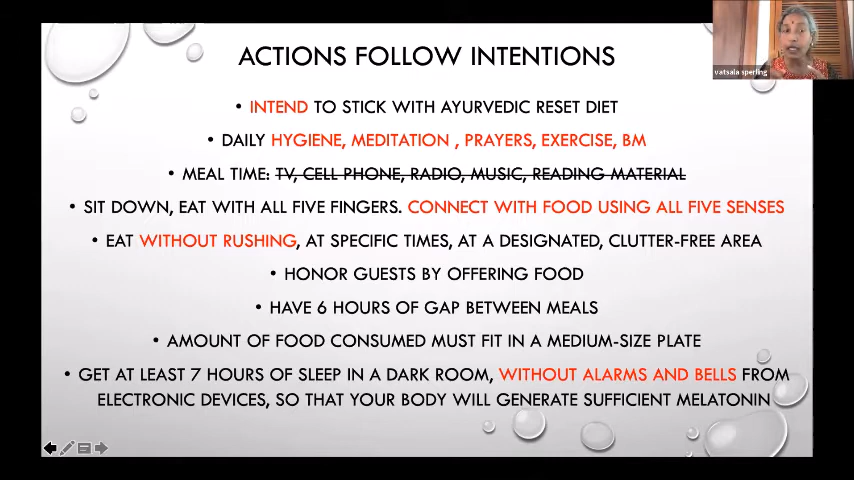 ACTIONS FOLLOW INTENTIONS
vatsala sperling
• INTEND TO STICK WITH AYURVEDIC RESET DIET
• DAILY HYGIENE, MEDITATION , PRAYERS, EXERCISE, BM
• MEAL TIME: TV, CELL PHONE, RADIO, MUSIC, READING MATERIAL
• SIT DOWN, EAT WITH ALL FIVE FINGERS. CONNECT WITH FOOD USING ALL FIVE SENSES
• EAT WITHOUT RUSHING, AT SPECIFIC TIMES, AT A DESIGNATED, CLUTTER-FREE AREA
• HONOR GUESTS BY OFFERING FOOD
• HAVE 6 HOURS OF GAP BETWEEN MEALS
• AMOUNT OF FOOD CONSUMED MUST FIT IN A MEDIUM-SIZE PLATE
• GET AT LEAST 7 HOURS OF SLEEP IN A DARK ROOM, WITHOUT ALARMS AND BELLS FROM
ELECTRONIC DEVICES, SO THAT YOUR BODY WILL GENERATE SUFFICIENT MELATONIN